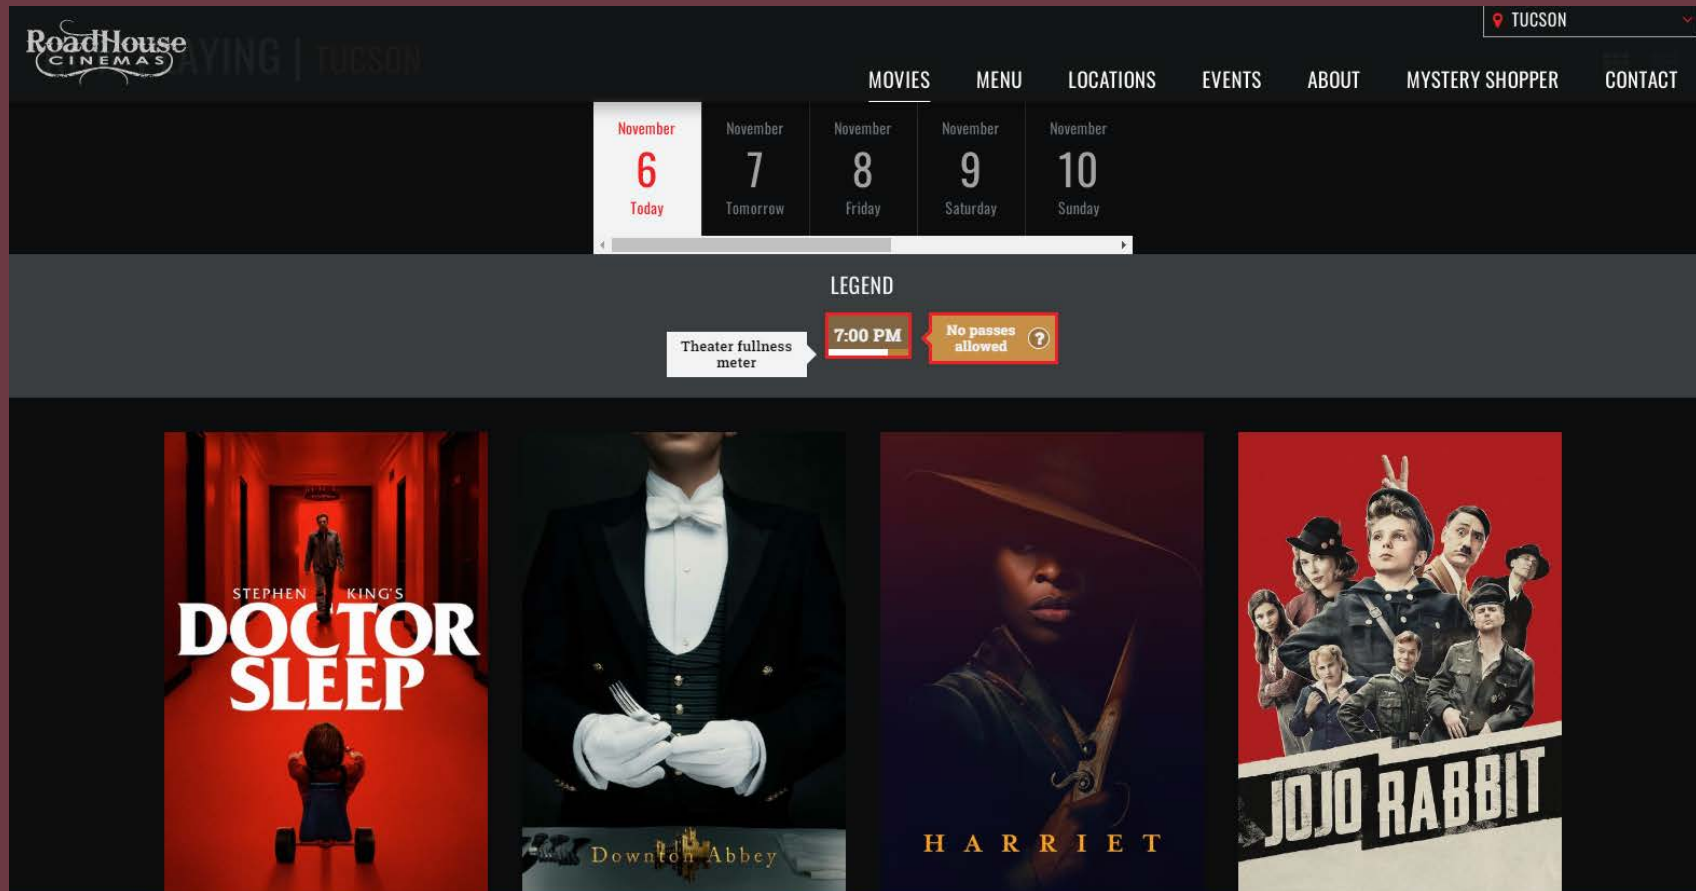 TUCSON
RoadHouse
CINEMAS
AYING | TUCSON
MOVIES MENU LOCATIONS EVENTS ABOUT MYSTERY SHOPPER CONTACT
November November November November November
6 7 8 9 10
Today Tomorrow Friday Saturday Sunday
LEGEND
Theater fullness
meter
7:00 PM
No passes
allowed
?
STEPHEN KING'S
DOCTOR
SLEEP
Downton Abbey
HARRIET
JOJO RABBIT